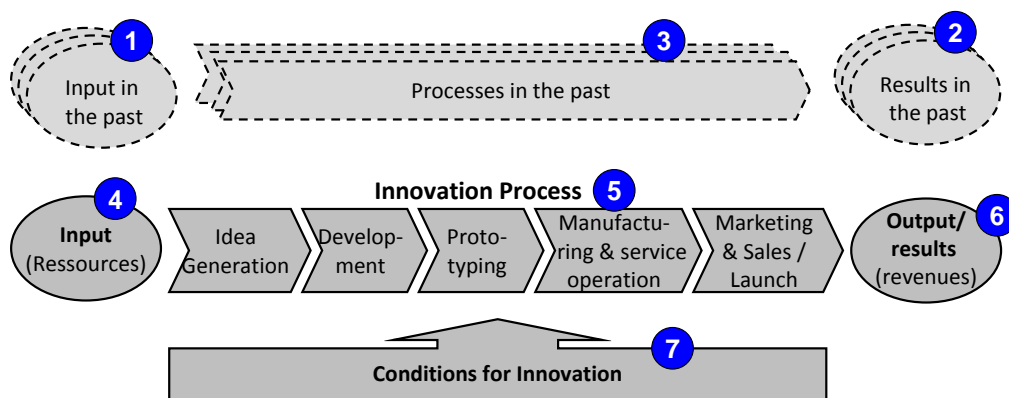 1
Input in
the past
3
Processes in the past
2
Results in
the past
4
Input
(Ressources)
Innovation Process
5
Idea
Generation
Develop-
ment
Proto-
typing
Manufactu-
ring & service
operation
Marketing
& Sales /
Launch
6
Output/
results
(revenues)
7
Conditions for Innovation